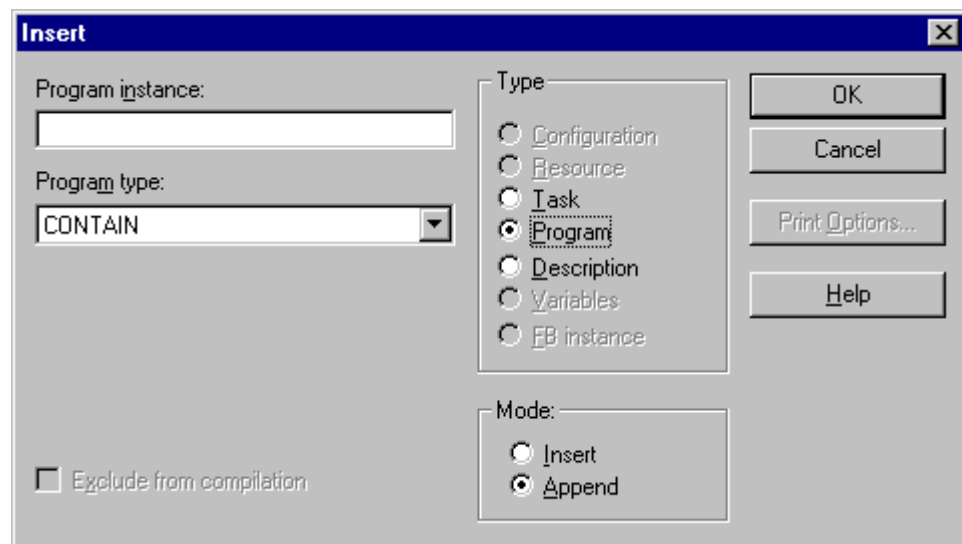 Insert
Program instance:
Program type:
CONTAIN
Exclude from compilation
Type
Configuration
Resource
Task
Program
Description
Variables
FB instance
Mode:
Insert
Append
OK
Cancel
Print Options...
Help